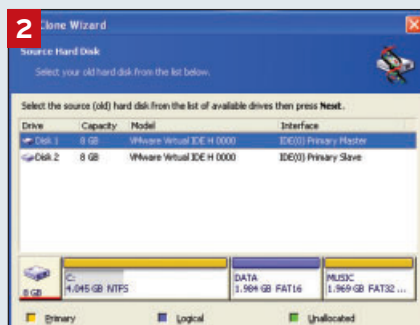 2
Clone Wizard
Source Hard Disk
Select your old hard disk from the list below.
Select the source (old) hard disk from the list of available drives then press Next.
Drive Capacity Model Interface
Disk 1 8 GB VMware Virtual IDE H 0000 IDE(0) Primary Master
Disk 2 8 GB VMware Virtual IDE H 0000 IDE(0) Primary Slave
8 GB
C:
4.045 GB NTFS
DATA
1.984 GB FAT16
MUSIC
1.969 GB FAT32 ...
Primary Logical Unallocated